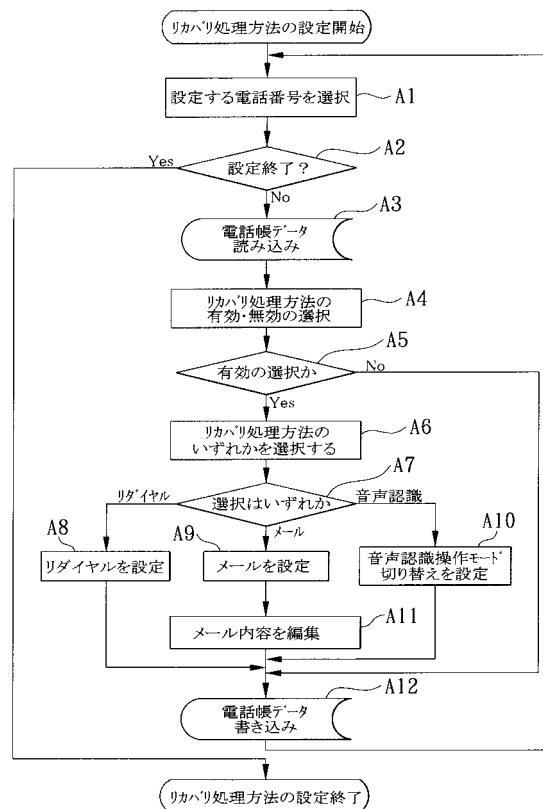 リカバリ処理方法の設定開始
設定する電話番号を選択
A1
A2
設定終了?
Yes
No
A3
電話帳データ
読み込み
A4
リカバリ処理方法の
有効・無効の選択
A5
有効の選択か
No
Yes
A6
リカバリ処理方法の
いずれかを選択する
A7
選択はいずれか
リダイヤル
メール
音声認識
A8
リダイヤルを設定
A9
メールを設定
A10
音声認識操作モード
切り替えを設定
A11
メール内容を編集
A12
電話帳データ
書き込み
リカバリ処理方法の設定終了